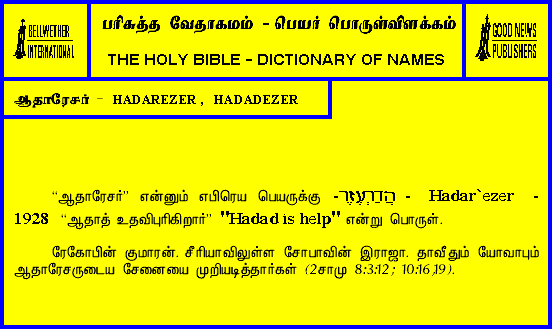 BELLWETHER
INTERNATIONAL
பரிசுத்த வேதாகமம் - பெயர் பொருள்விளக்கம்
THE HOLY BIBLE - DICTIONARY OF NAMES
GOOD NEWS
PUBLISHERS
ஆதாரேசர் - HADAREZER , HADADEZER
“ஆதாரேசர்” என்னும் எபிரெய பெயருக்கு -הֲדַדְעֶזֶר - Hadar`ezer -
1928 “ஆதாத் உதவிபுரிகிறார்” "Hadad is help" என்று பொருள்.
ரேகோபின் குமாரன். சீரியாவிலுள்ள சோபாவின் இராஜா. தாவீதும் யோவாபும்
ஆதாரேசருடைய சேனையை முறியடித்தார்கள் (2சாமு 8:3:12 ; 10:16,19).